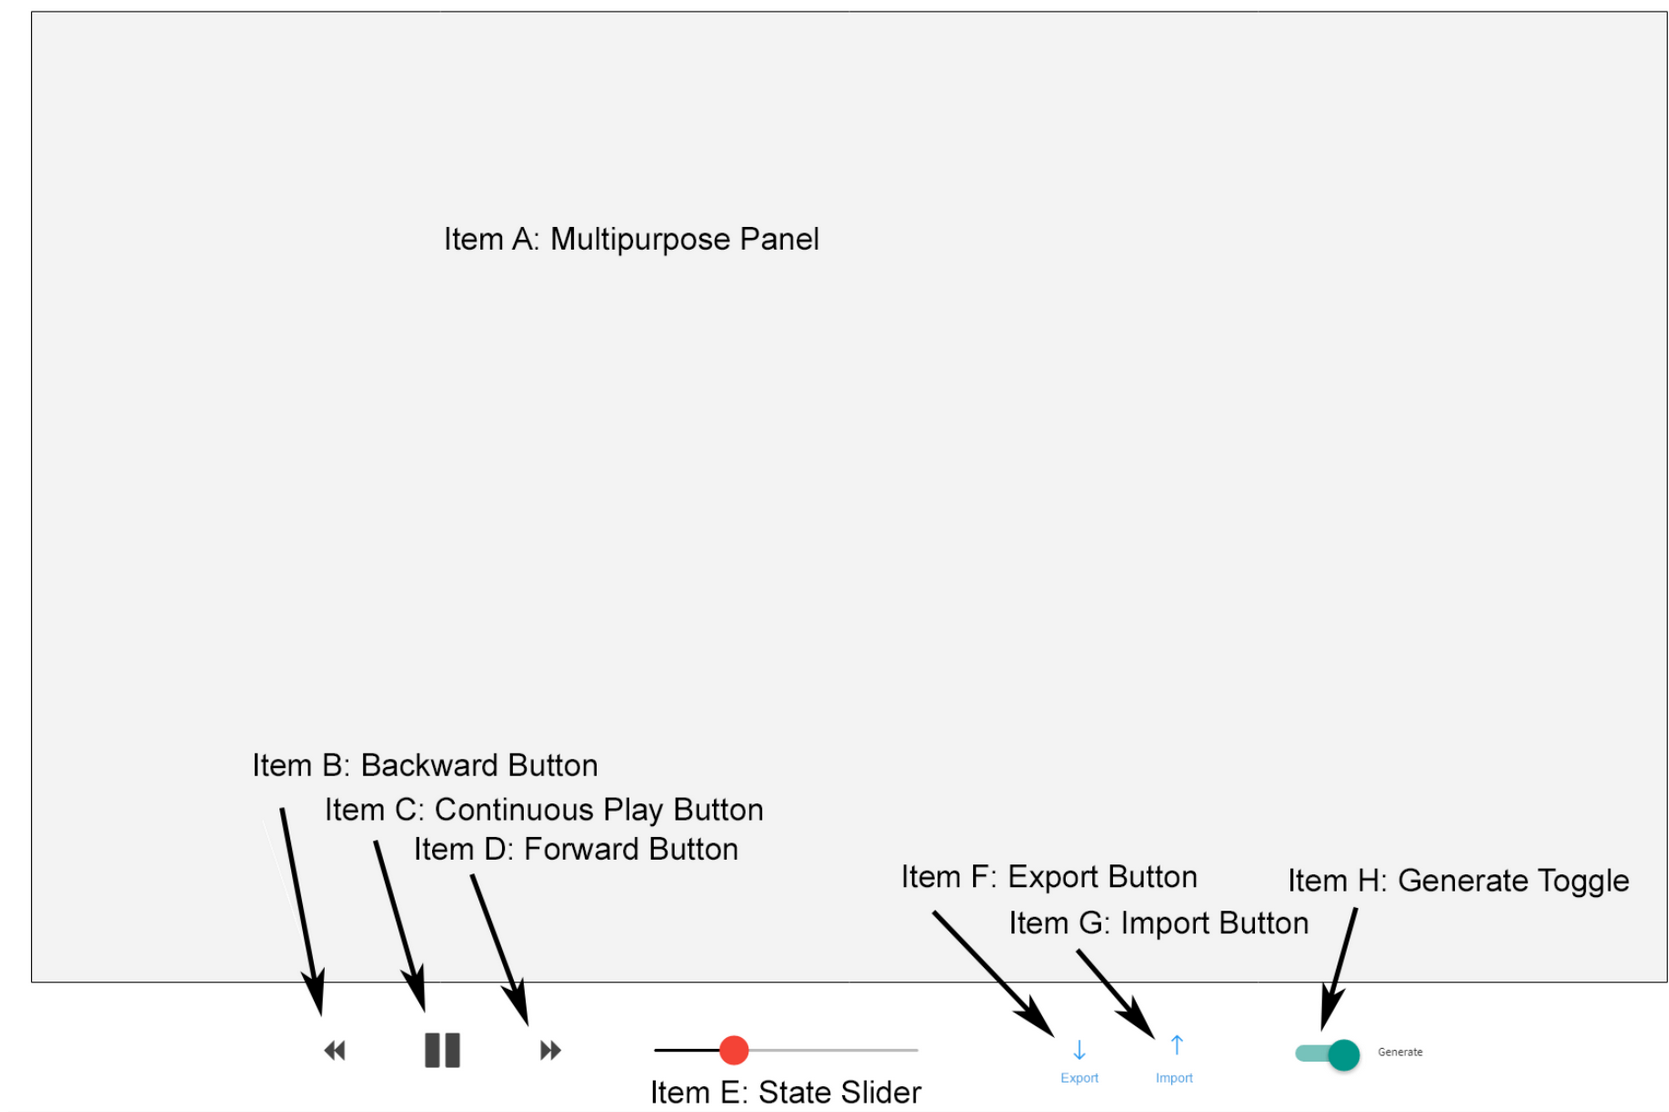 Item A: Multipurpose Panel
Item B: Backward Button
Item C: Continuous Play Button
Item D: Forward Button
Item F: Export Button
Item H: Generate Toggle
Item G: Import Button
Generate
Export
Import
Item E: State Slider